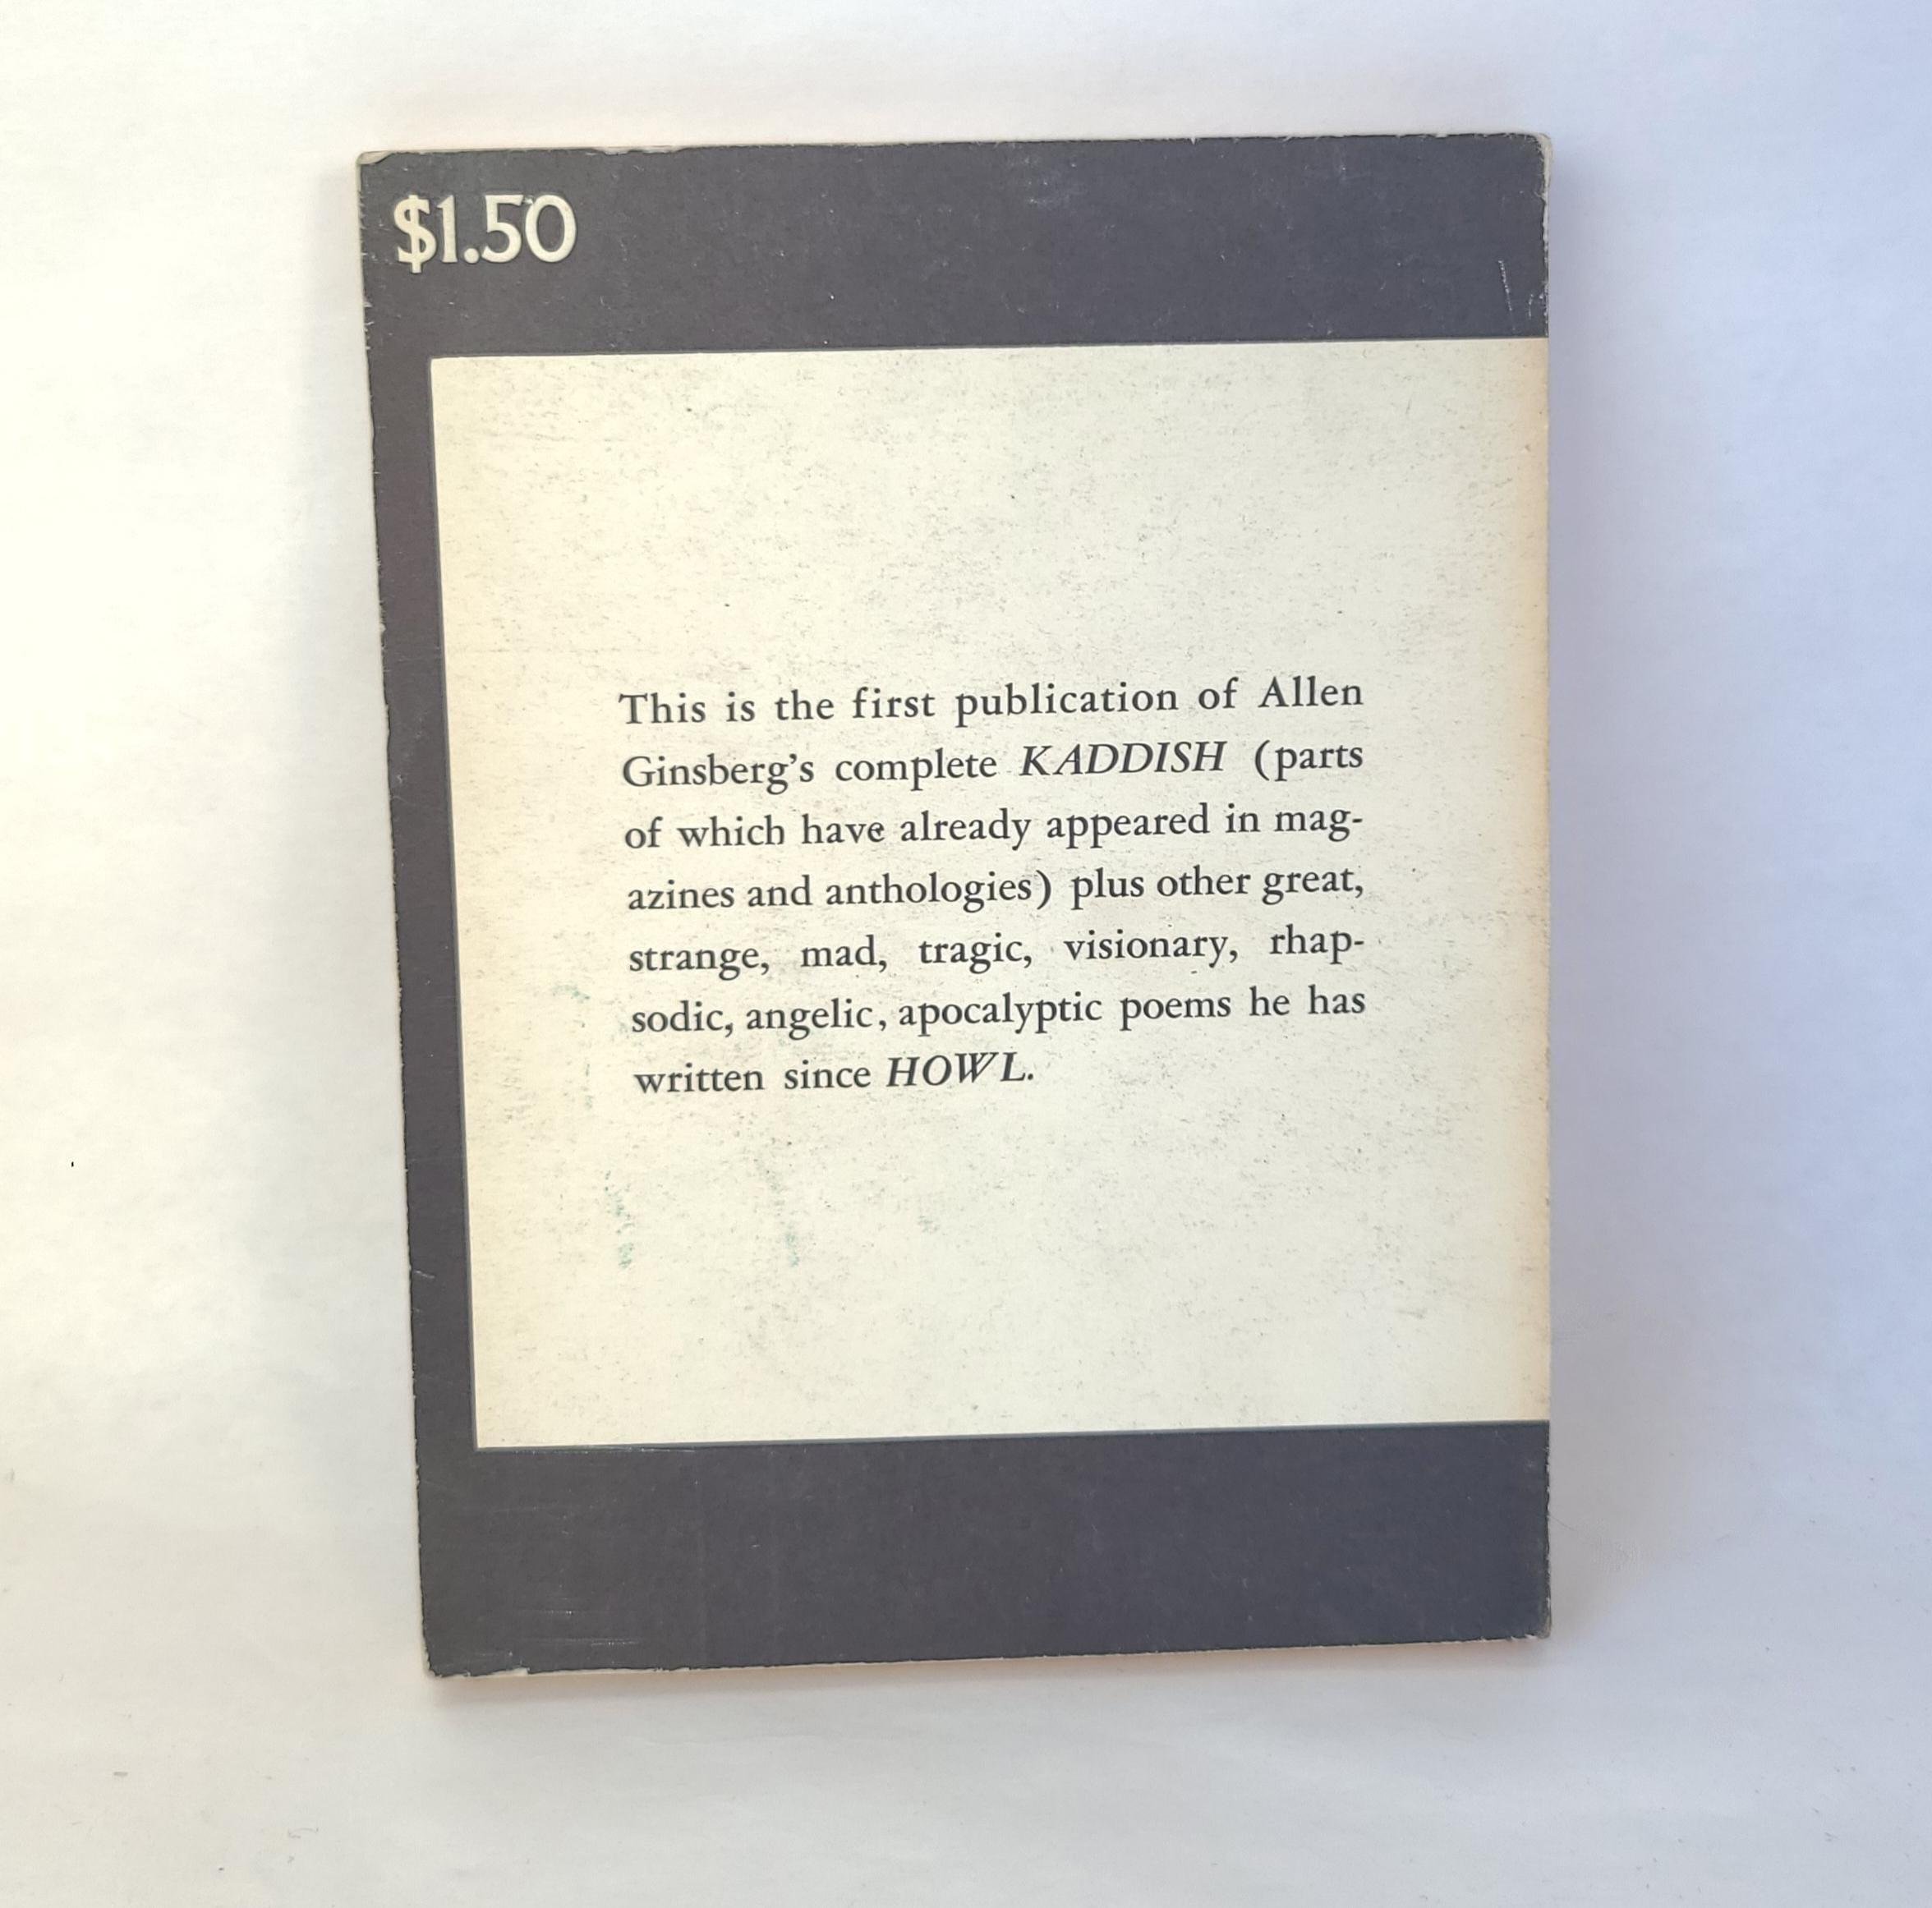 $1.50
This is the first publication of Allen
Ginsberg's complete KADDISH (parts
of which have already appeared in mag-
azines and anthologies) plus other great,
strange, mad, tragic, visionary, rhap-
sodic, angelic, apocalyptic poems he has
written since HOWL.